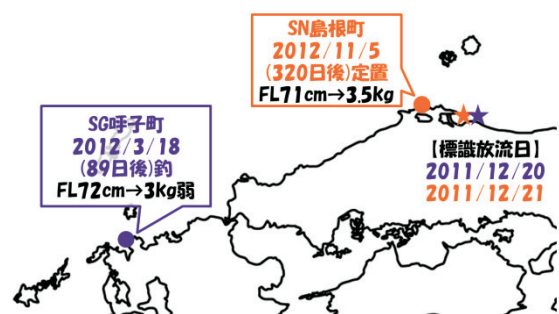 SN島根町
2012/11/5
(320日後)定置
FL71cm→3.5Kg
SG呼子町
2012/3/18
(89日後)釣
FL72cm→3Kg弱
【標識放流日】
2011/12/20
2011/12/21